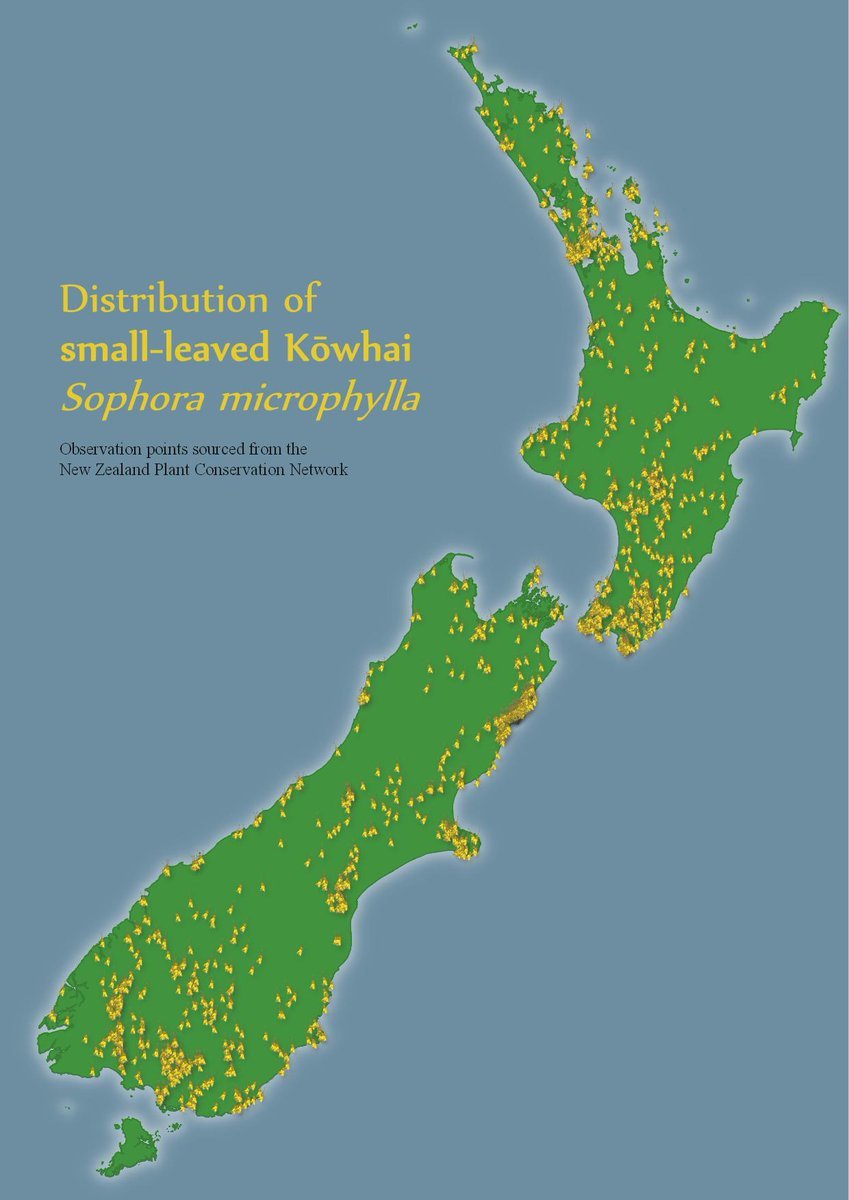 Distribution of
small-leaved Kōwhai
Sophora microphylla
Observation points sourced from the
New Zealand Plant Conservation Network